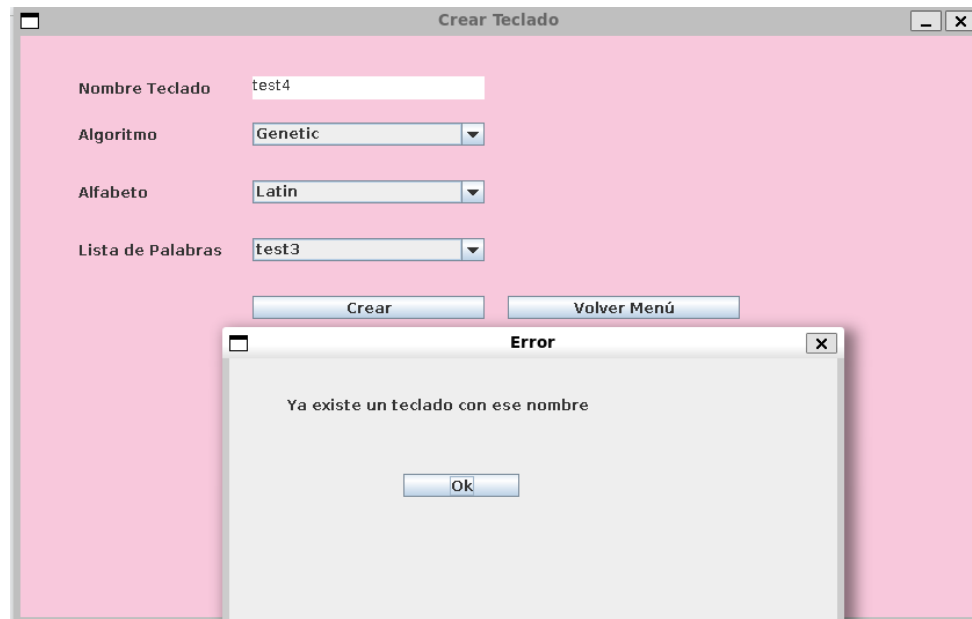 Crear Teclado
Nombre Teclado test4
Algoritmo Genetic
Alfabeto Latin
Lista de Palabras test3
Crear Volver Menú
Error
Ya existe un teclado con ese nombre
Ok